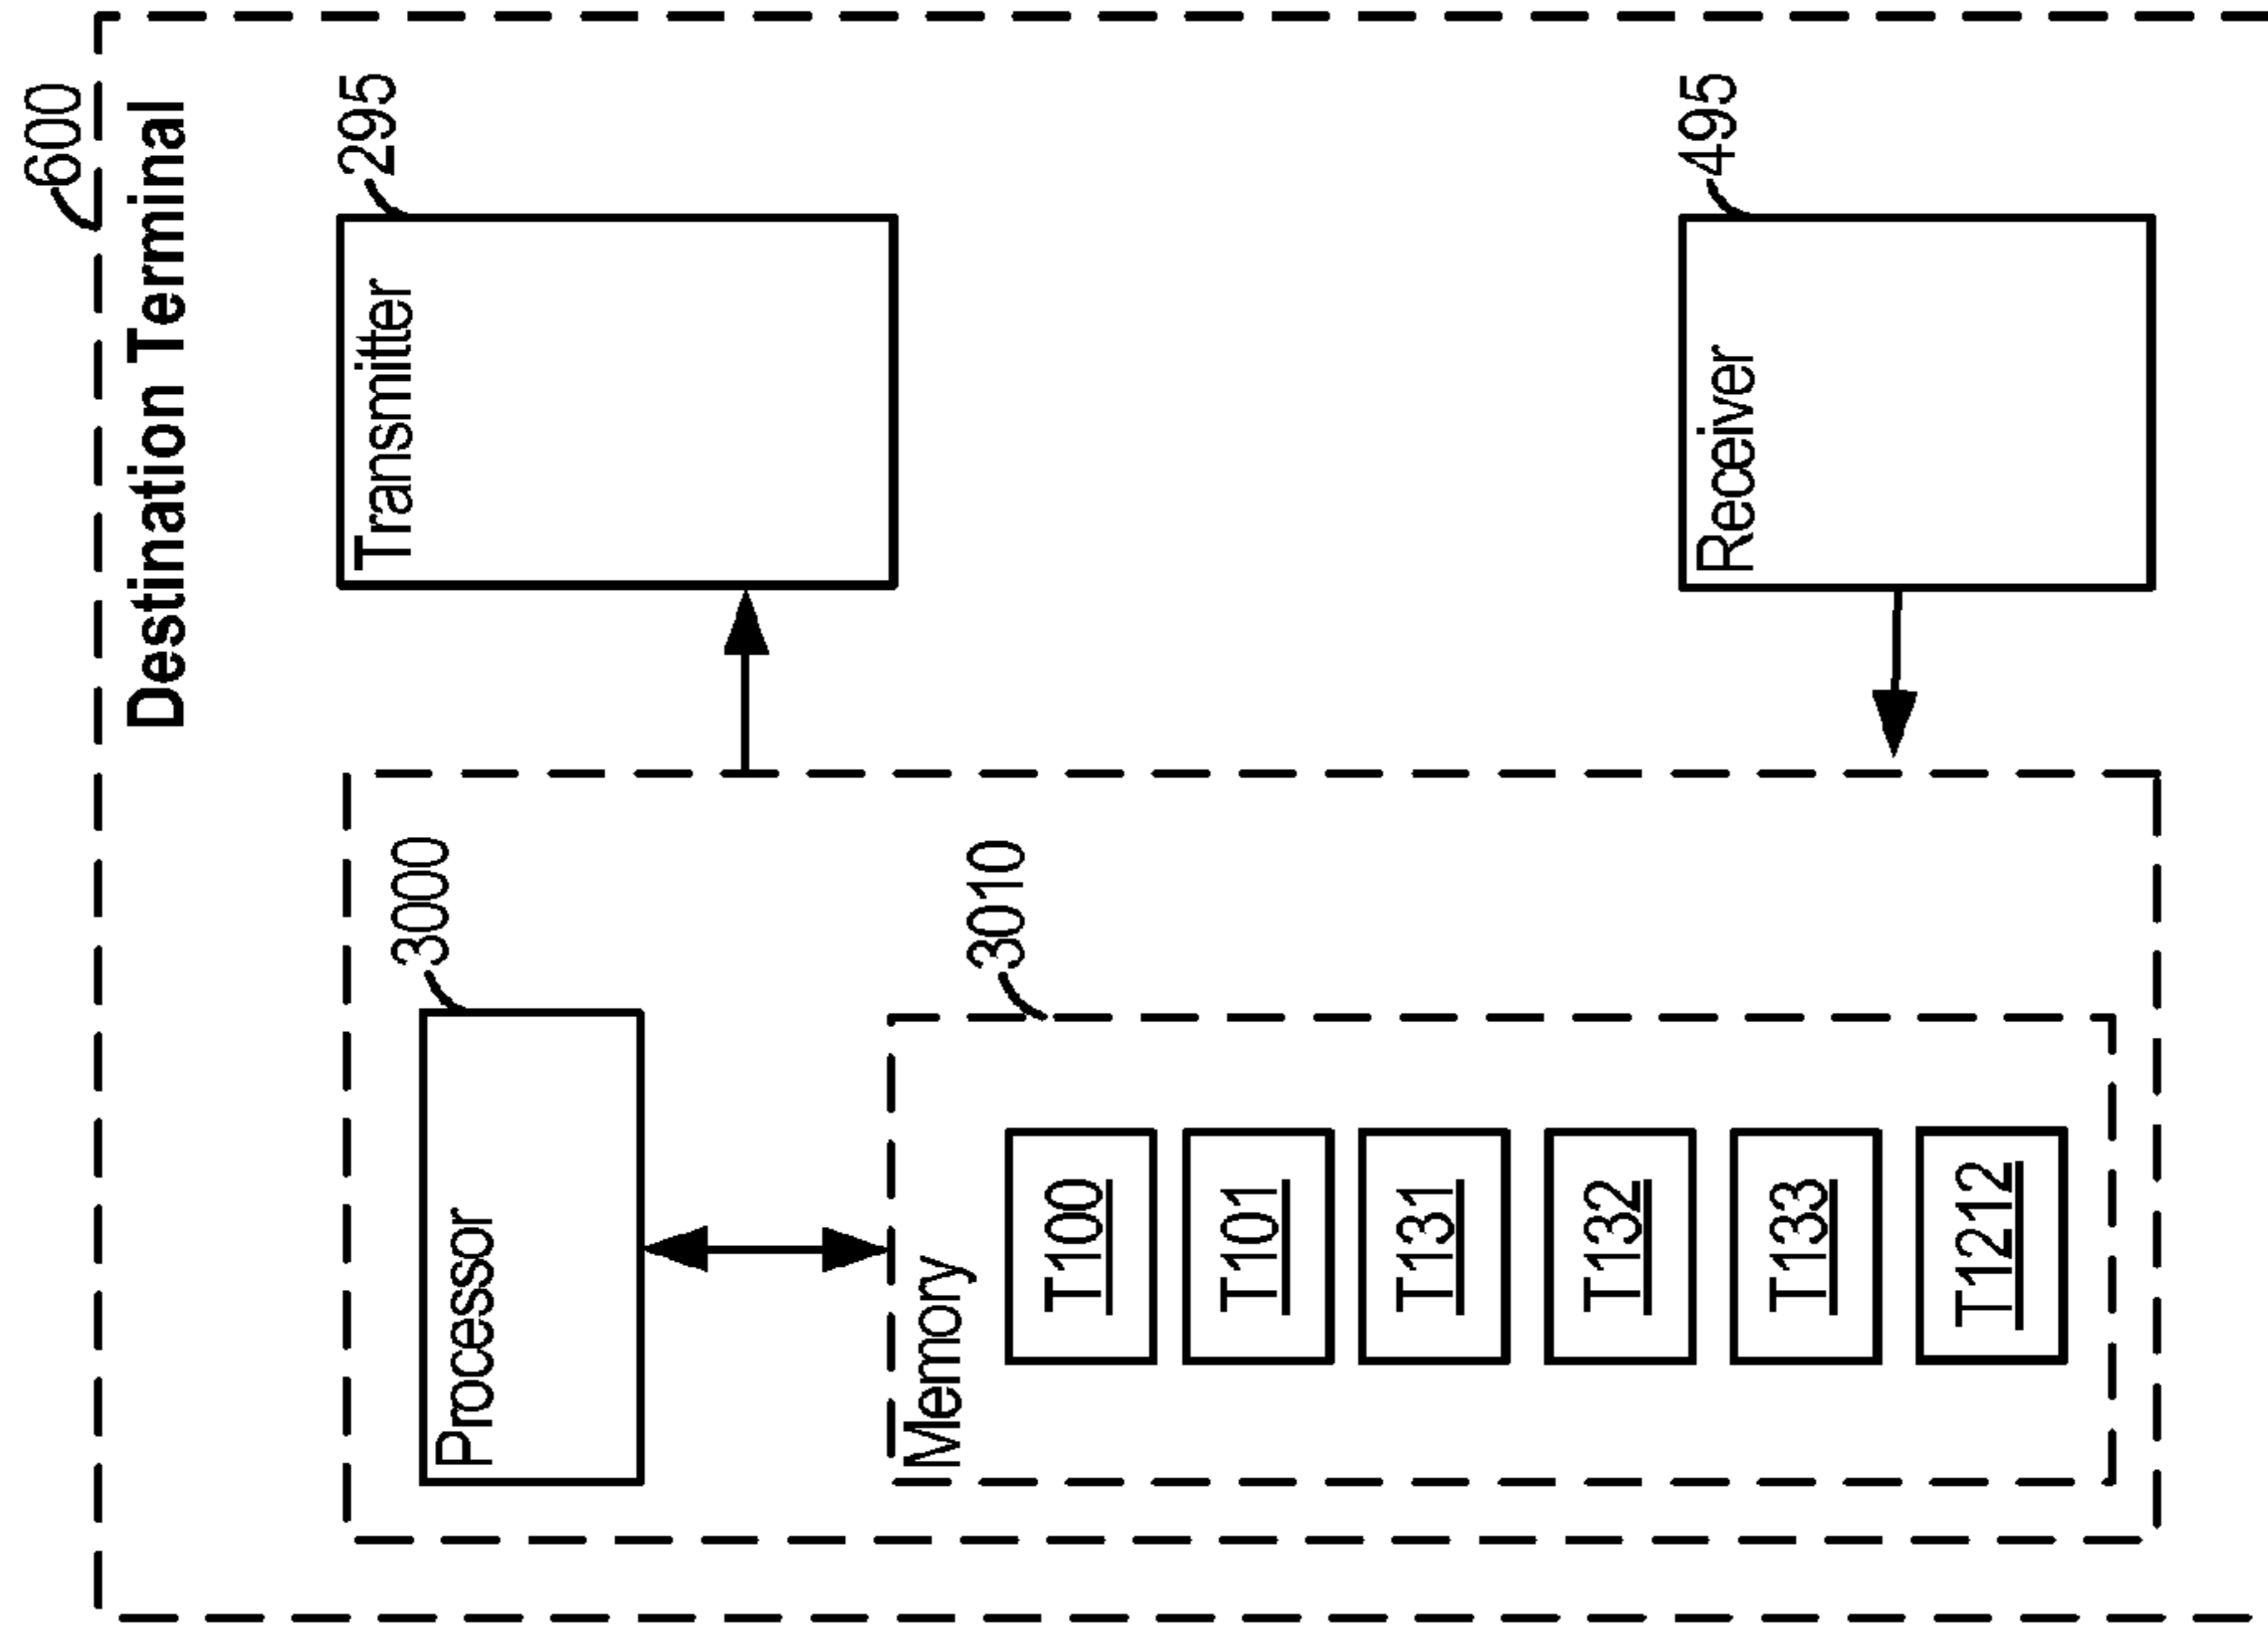 600
Destination Terminal
3000
Processor
295
Transmitter
3010
Memory
T100
T101
T131
T132
T133
T1212
495
Receiver